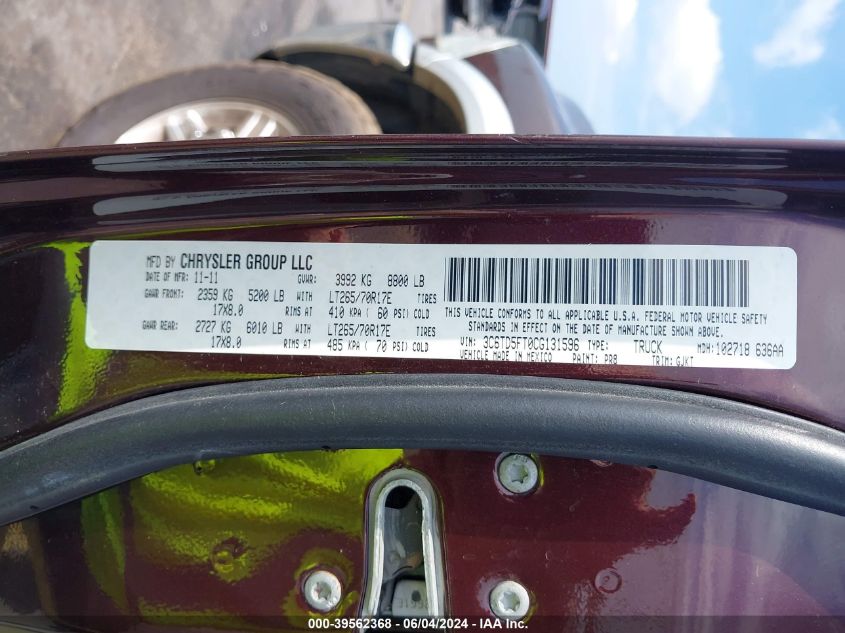 MFD BY CHRYSLER GROUP LLC
DATE OF MFR: 11-11 GVWR: 3992 KG 8800 LB
GAWR FRONT: 2359 KG 5200 LB WITH LT265/70R17E TIRES
17X8.0 RIMS AT 410 KPA ( 60 PSI) COLD
GAWR REAR: 2727 KG 6010 LB WITH LT265/70R17E TIRES
17X8.0 RIMS AT 485 KPA ( 70 PSI) COLD
THIS VEHICLE CONFORMS TO ALL APPLICABLE U.S.A. FEDERAL MOTOR VEHICLE SAFETY
STANDARDS IN EFFECT ON THE DATE OF MANUFACTURE SHOWN ABOVE.
VIN: 3C6TD5FT0CG131596 TYPE: TRUCK MDH: 102718 636AA
VEHICLE MADE IN MEXICO PAINT: PR8 TRIM: GJKT
000-39562368 - 06/04/2024 - IAA Inc.